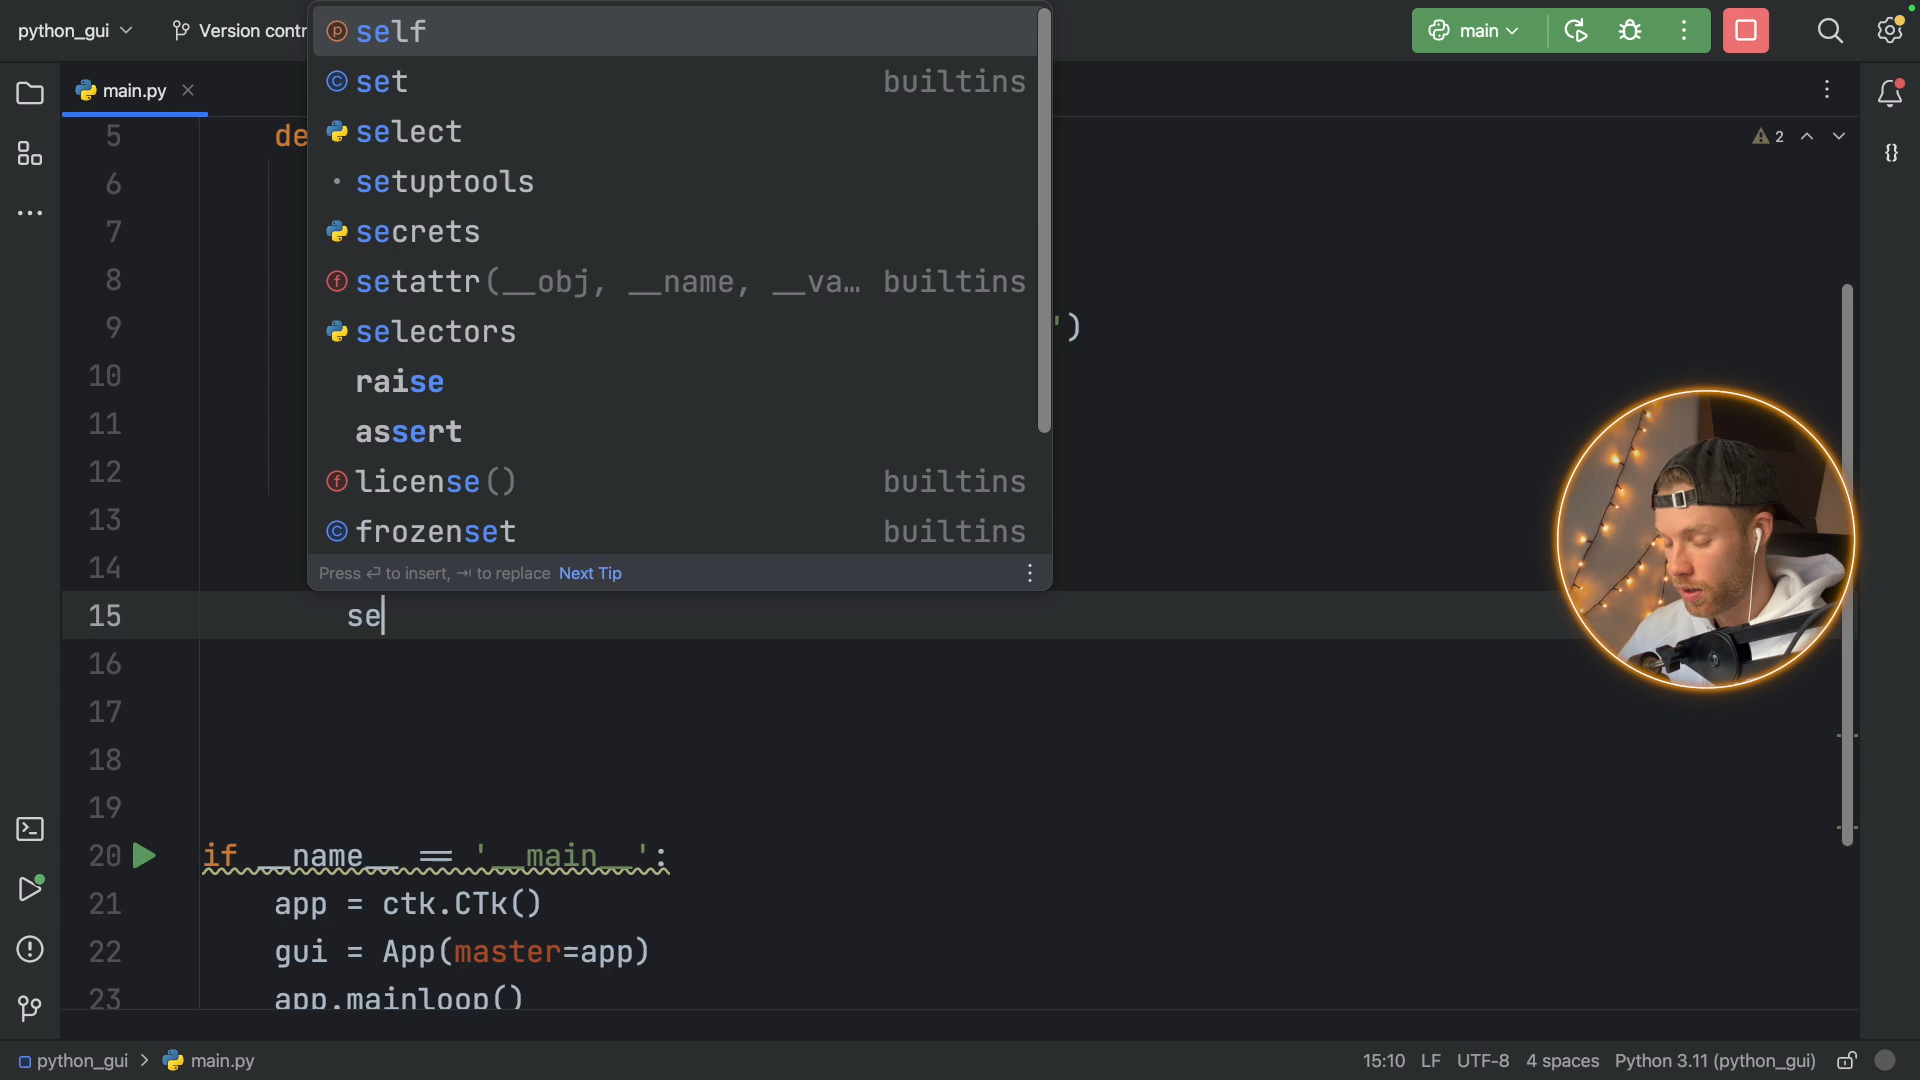 python_gui
Version contr
main
main.py
2
{}
self
set builtins
select
setuptools
secrets
setattr(__obj, __name, __va… builtins
selectors
raise
assert
license() builtins
frozenset builtins
Press ⏎ to insert, ⇥ to replace Next Tip
5 de
6
7
8
9 ')
10
11
12
13
14
15 se
16
17
18
19
20 if __name__ == '__main__':
21 app = ctk.CTk()
22 gui = App(master=app)
23 app.mainloop()
python_gui > main.py
15:10 LF UTF-8 4 spaces Python 3.11 (python_gui)